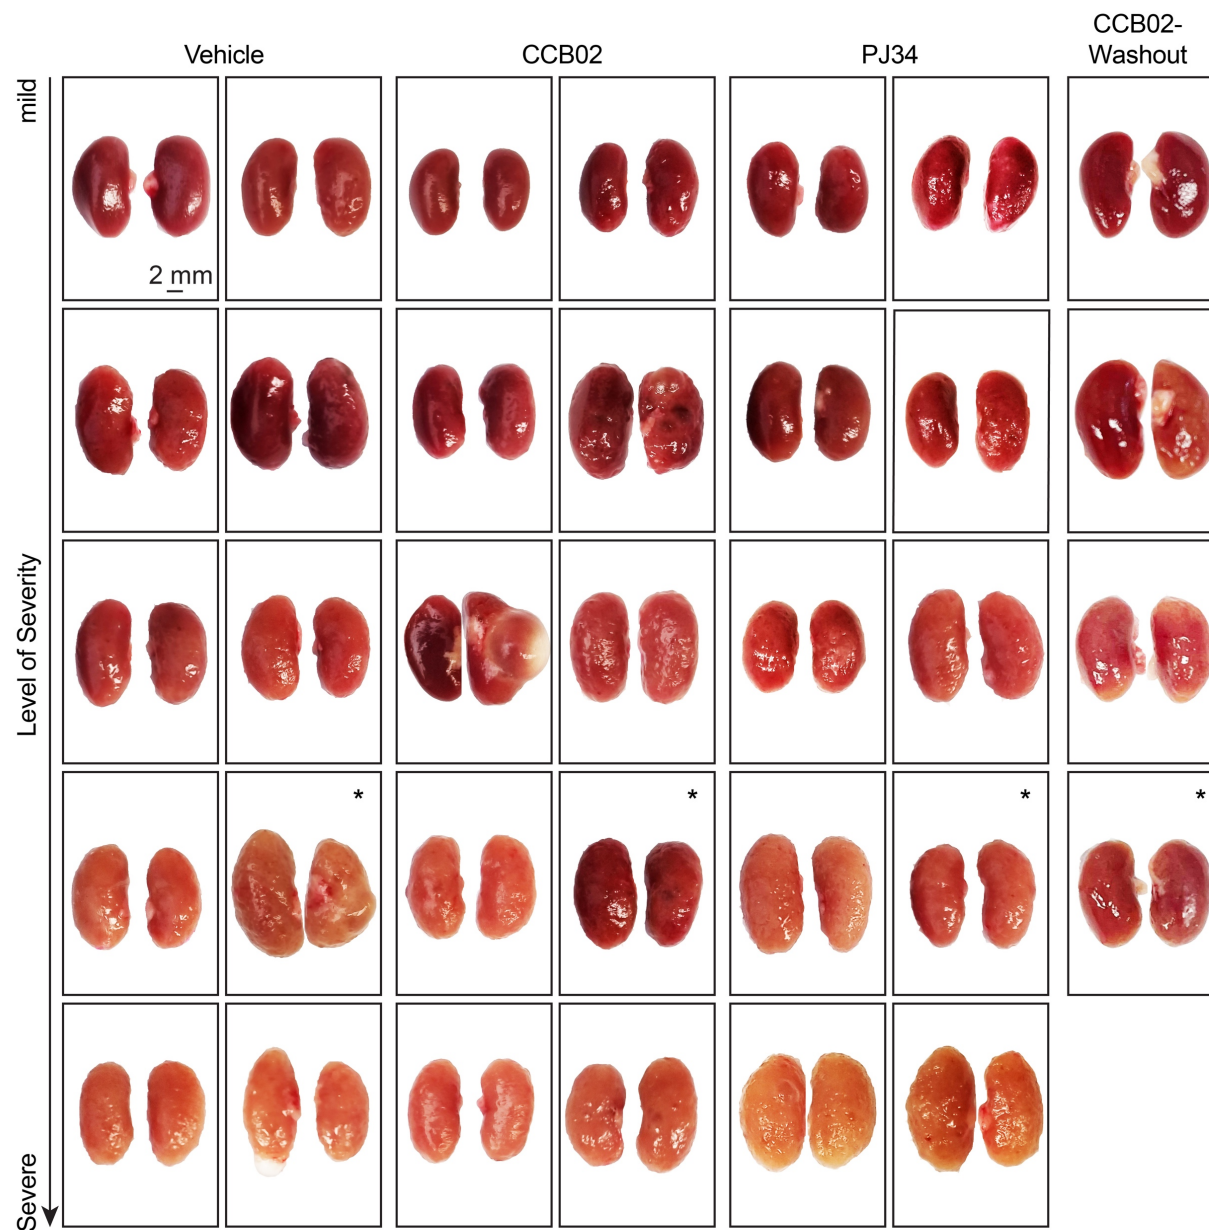 Vehicle
CCB02
PJ34
CCB02-
Washout
mild
2 mm
Level of Severity
*
*
*
*
Severe